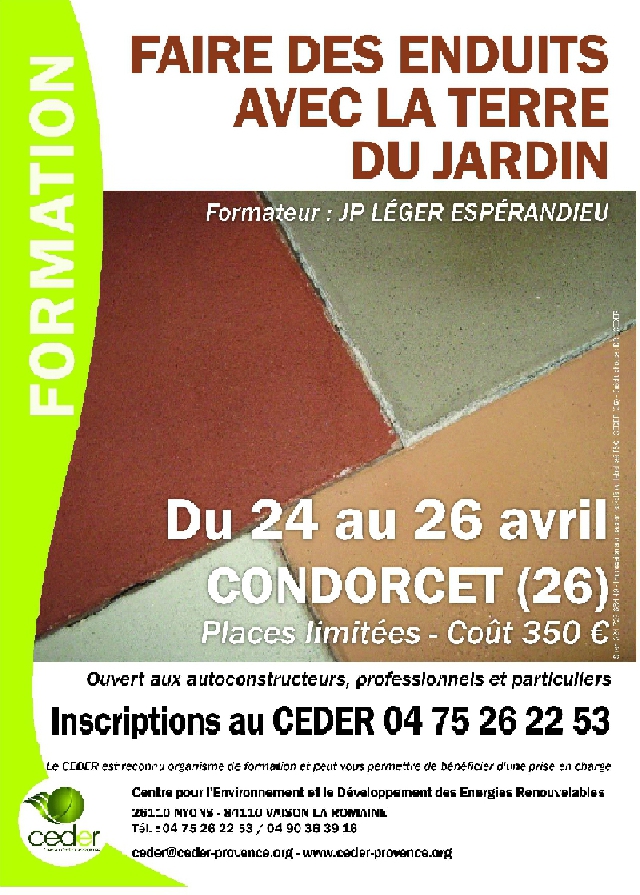 FORMATION
FAIRE DES ENDUITS
AVEC LA TERRE
DU JARDIN
Formateur : JP LÉGER ESPÉRANDIEU
Du 24 au 26 avril
CONDORCET (26)
Places limitées - Coût 350 €
Ouvert aux autoconstructeurs, professionnels et particuliers
Inscriptions au CEDER 04 75 26 22 53
Le CEDER est reconnu organisme de formation et peut vous permettre de bénéficier d'une prise en charge
Centre pour l'Environnement et le Développement des Energies Renouvelables
26110 NYONS - 84110 VAISON LA ROMAINE
Tél. : 04 75 26 22 53 / 04 90 36 39 16
ceder@ceder-provence.org - www.ceder-provence.org
ceder